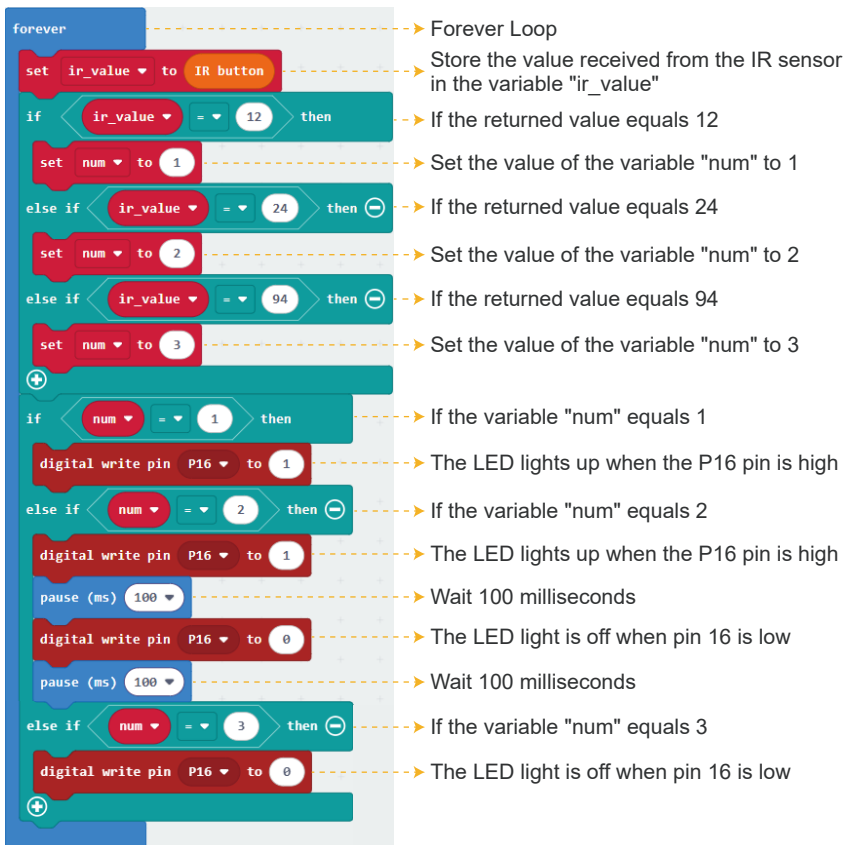 forever
Forever Loop
set ir_value to IR button
Store the value received from the IR sensor
in the variable "ir_value"
if ir_value = 12 then
If the returned value equals 12
set num to 1
Set the value of the variable "num" to 1
else if ir_value = 24 then
If the returned value equals 24
set num to 2
Set the value of the variable "num" to 2
else if ir_value = 94 then
If the returned value equals 94
set num to 3
Set the value of the variable "num" to 3
if num = 1 then
If the variable "num" equals 1
digital write pin P16 to 1
The LED lights up when the P16 pin is high
else if num = 2 then
If the variable "num" equals 2
digital write pin P16 to 1
The LED lights up when the P16 pin is high
pause (ms) 100
Wait 100 milliseconds
digital write pin P16 to 0
The LED light is off when pin 16 is low
pause (ms) 100
Wait 100 milliseconds
else if num = 3 then
If the variable "num" equals 3
digital write pin P16 to 0
The LED light is off when pin 16 is low